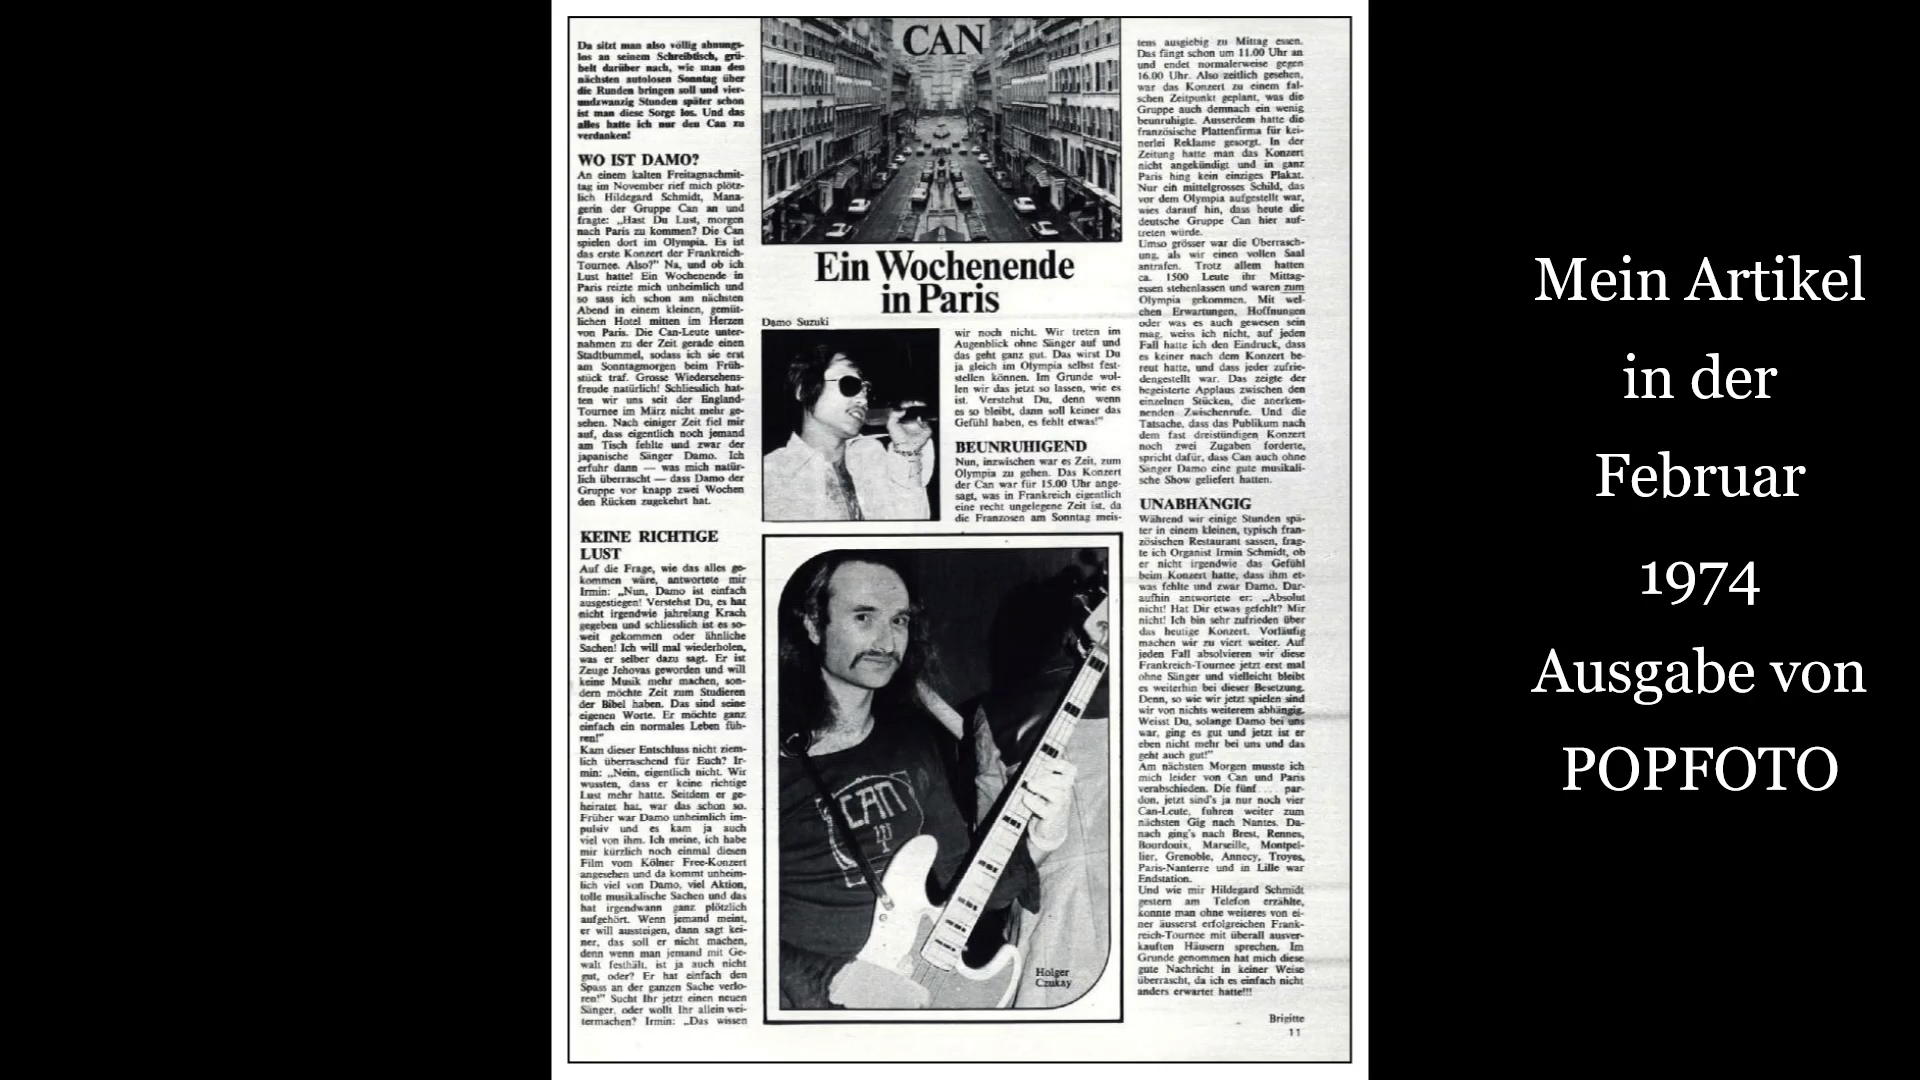 Da sitzt man also völlig ahnungs-
los an seinem Schreibtisch, grü-
belt darüber nach, wie man den
nächsten autolosen Sonntag über
die Runden bringen soll und vier-
undzwanzig Stunden später schon
ist man diese Sorge los. Und das
alles hatte ich nur den Can zu
verdanken!
WO IST DAMO?
An einem kalten Freitagnachmit-
tag im November rief mich plötz-
lich Hildegard Schmidt, Mana-
gerin der Gruppe Can an und
fragte: „Hast Du Lust, morgen
nach Paris zu kommen? Die Can
spielen dort im Olympia. Es ist
das erste Konzert der Frankreich-
Tournee. Also?" Na, und ob ich
Lust hatte! Ein Wochenende in
Paris reizte mich unheimlich und
so sass ich schon am nächsten
Abend in einem kleinen, gemüt-
lichen Hotel mitten im Herzen
von Paris. Die Can-Leute unter-
nahmen zu der Zeit gerade einen
Stadtbummel, sodass ich sie erst
am Sonntagmorgen beim Früh-
stück traf. Grosse Wiedersehens-
freude natürlich! Schliesslich hat-
ten wir uns seit der England-
Tournee im März nicht mehr ge-
sehen. Nach einiger Zeit fiel mir
auf, dass eigentlich noch jemand
am Tisch fehlte und zwar der
japanische Sänger Damo. Ich
erfuhr dann — was mich natür-
lich überrascht — dass Damo der
Gruppe vor knapp zwei Wochen
den Rücken zugekehrt hat.
KEINE RICHTIGE
LUST
Auf die Frage, wie das alles ge-
kommen wäre, antwortete mir
Irmin: „Nun, Damo ist einfach
ausgestiegen! Verstehst Du, es hat
nicht irgendwie jahrelang Krach
gegeben und schliesslich ist es so-
weit gekommen oder ähnliche
Sachen! Ich will mal wiederholen,
was er selber dazu sagt. Er ist
Zeuge Jehovas geworden und will
keine Musik mehr machen, son-
dern möchte Zeit zum Studieren
der Bibel haben. Das sind seine
eigenen Worte. Er möchte ganz
einfach ein normales Leben füh-
ren!"
Kam dieser Entschluss nicht ziem-
lich überraschend für Euch? Ir-
min: „Nein, eigentlich nicht. Wir
wussten, dass er keine richtige
Lust mehr hatte. Seitdem er ge-
heiratet hat, war das schon so.
Früher war Damo unheimlich im-
pulsiv und es kam ja auch
viel von ihm. Ich meine, ich habe
mir kürzlich noch einmal diesen
Film vom Kölner Free-Konzert
angesehen und da kommt unheim-
lich viel von Damo, viel Aktion,
tolle musikalische Sachen und das
hat irgendwann ganz plötzlich
aufgehört. Wenn jemand meint,
er will aussteigen, dann sagt kei-
ner, das soll er nicht machen,
denn wenn man jemand mit Ge-
walt festhält, ist ja auch nicht
gut, oder? Er hat einfach den
Spass an der ganzen Sache verlo-
ren!" Sucht Ihr jetzt einen neuen
Sänger, oder wollt Ihr allein wei-
termachen? Irmin: „Das wissen
CAN
Ein Wochenende
in Paris
Damo Suzuki
wir noch nicht. Wir treten im
Augenblick ohne Sänger auf und
das geht ganz gut. Das wirst Du
ja gleich im Olympia selbst fest-
stellen können. Im Grunde wol-
len wir das jetzt so lassen, wie es
ist. Verstehst Du, denn wenn
es so bleibt, dann soll keiner das
Gefühl haben, es fehlt etwas!"
BEUNRUHIGEND
Nun, inzwischen war es Zeit, zum
Olympia zu gehen. Das Konzert
der Can war für 15.00 Uhr ange-
sagt, was in Frankreich eigentlich
eine recht ungelegene Zeit ist, da
die Franzosen am Sonntag meis-
CAN
Holger
Czukay
tens ausgiebig zu Mittag essen.
Das fängt schon um 11.00 Uhr an
und endet normalerweise gegen
16.00 Uhr. Also zeitlich gesehen,
war das Konzert zu einem fal-
schen Zeitpunkt geplant, was die
Gruppe auch demnach ein wenig
beunruhigte. Ausserdem hatte die
französische Plattenfirma für kei-
nerlei Reklame gesorgt. In der
Zeitung hatte man das Konzert
nicht angekündigt und in ganz
Paris hing kein einziges Plakat.
Nur ein mittelgrosses Schild, das
vor dem Olympia aufgestellt war,
wies darauf hin, dass heute die
deutsche Gruppe Can hier auf-
treten würde.
Umso grösser war die Überrasch-
ung, als wir einen vollen Saal
antrafen. Trotz allem hatten
ca. 1500 Leute ihr Mittag-
essen stehenlassen und waren zum
Olympia gekommen. Mit wel-
chen Erwartungen, Hoffnungen
oder was es auch gewesen sein
mag, weiss ich nicht, auf jeden
Fall hatte ich den Eindruck, dass
es keiner nach dem Konzert be-
reut hatte, und dass jeder zufrie-
dengestellt war. Das zeigte der
begeisterte Applaus zwischen den
einzelnen Stücken, die anerken-
nenden Zwischenrufe. Und die
Tatsache, dass das Publikum nach
dem fast dreistündigen Konzert
noch zwei Zugaben forderte,
spricht dafür, dass Can auch ohne
Sänger Damo eine gute musikali-
sche Show geliefert hatten.
UNABHÄNGIG
Während wir einige Stunden spä-
ter in einem kleinen, typisch fran-
zösischen Restaurant sassen, frag-
te ich Organist Irmin Schmidt, ob
er nicht irgendwie das Gefühl
beim Konzert hatte, dass ihm et-
was fehlte und zwar Damo. Dar-
aufhin antwortete er: „Absolut
nicht! Hat Dir etwas gefehlt? Mir
nicht! Ich bin sehr zufrieden über
das heutige Konzert. Vorläufig
machen wir zu viert weiter. Auf
jeden Fall absolvieren wir diese
Frankreich-Tournee jetzt erst mal
ohne Sänger und vielleicht bleibt
es weiterhin bei dieser Besetzung.
Denn, so wie wir jetzt spielen sind
wir von nichts weiterem abhängig.
Weisst Du, solange Damo bei uns
war, ging es gut und jetzt ist er
eben nicht mehr bei uns und das
geht auch gut!"
Am nächsten Morgen musste ich
mich leider von Can und Paris
verabschieden. Die fünf . . . par-
don, jetzt sind's ja nur noch vier
Can-Leute, fuhren weiter zum
nächsten Gig nach Nantes. Da-
nach ging's nach Brest, Rennes,
Bourdouix, Marseille, Montpel-
lier, Grenoble, Annecy, Troyes,
Paris-Nanterre und in Lille war
Endstation.
Und wie mir Hildegard Schmidt
gestern am Telefon erzählte,
konnte man ohne weiteres von ei-
ner äusserst erfolgreichen Frank-
reich-Tournee mit überall ausver-
kauften Häusern sprechen. Im
Grunde genommen hat mich diese
gute Nachricht in keiner Weise
überrascht, da ich es einfach nicht
anders erwartet hatte!!!
Brigitte
11
Mein Artikel
in der
Februar
1974
Ausgabe von
POPFOTO